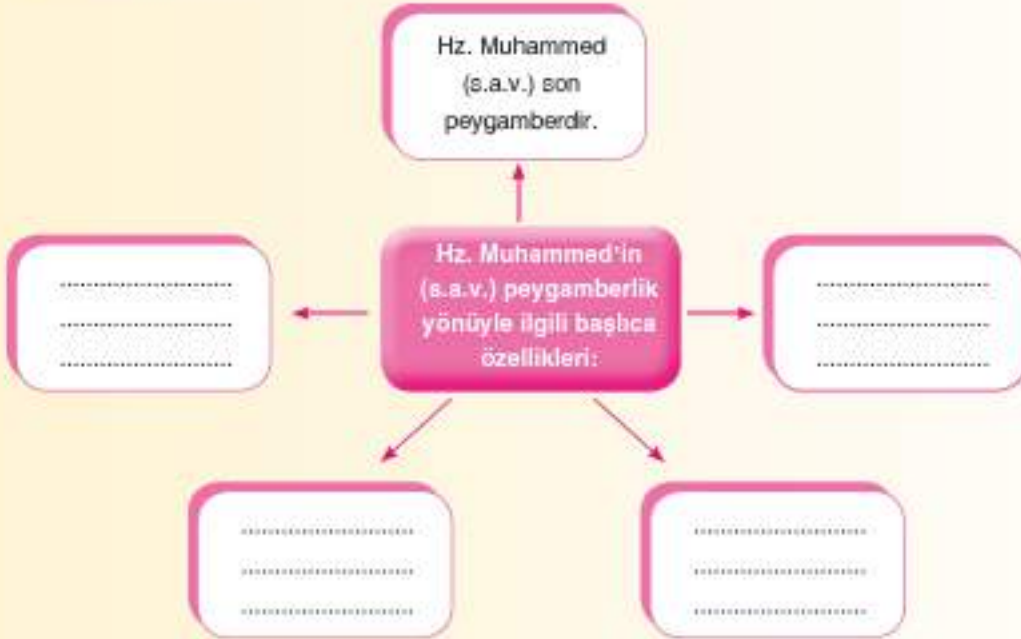 Hz. Muhammed
(s.a.v.) son
peygamberdir.
Hz. Muhammed'in
(s.a.v.) peygamberlik
yönüyle ilgili başlıca
özellikleri: